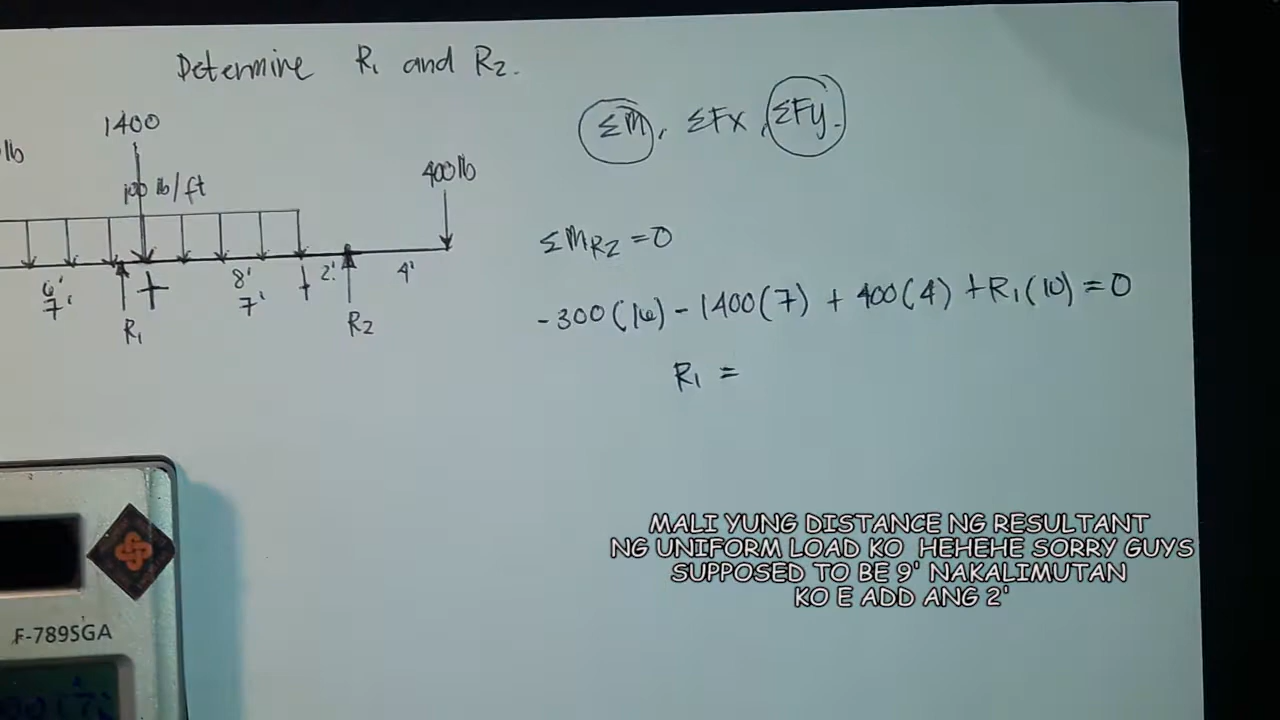 Determine R1 and R2.
1400
lb
100 lb/ft
400 lb
ΣM, ΣFx, ΣFy.
6' 8' 2' 4'
7' 7'
R1 R2
ΣMR2 = 0
-300(16) - 1400(7) + 400(4) + R1(10) = 0
R1 =
MALI YUNG DISTANCE NG RESULTANT
NG UNIFORM LOAD KO HEHEHE SORRY GUYS
SUPPOSED TO BE 9' NAKALIMUTAN
KO E ADD ANG 2'
F-789SGA